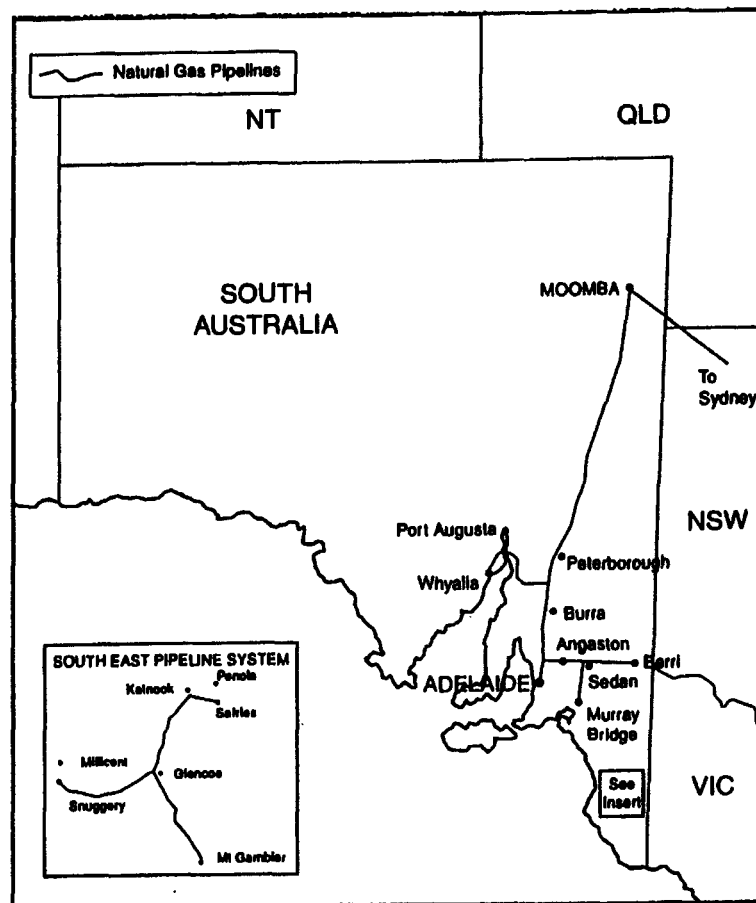 Natural Gas Pipelines
NT
QLD
SOUTH
AUSTRALIA
MOOMBA
To
Sydney
NSW
Port Augusta
Whyalla
Peterborough
Burra
Angaston
Berri
Sedan
ADELAIDE
Murray
Bridge
See
Insert
VIC
SOUTH EAST PIPELINE SYSTEM
Penola
Katnook
Safries
Millicent
Glencoe
Snuggery
Mt Gambier